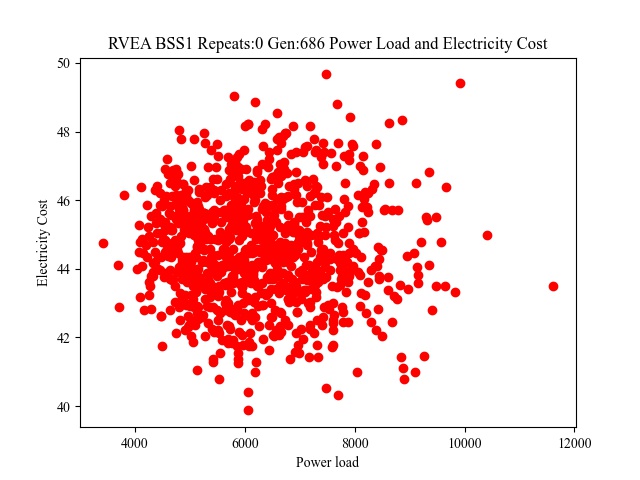 RVEA BSS1 Repeats:0 Gen:686 Power Load and Electricity Cost
50
48
46
44
42
40
Electricity Cost
4000 6000 8000 10000 12000
Power load